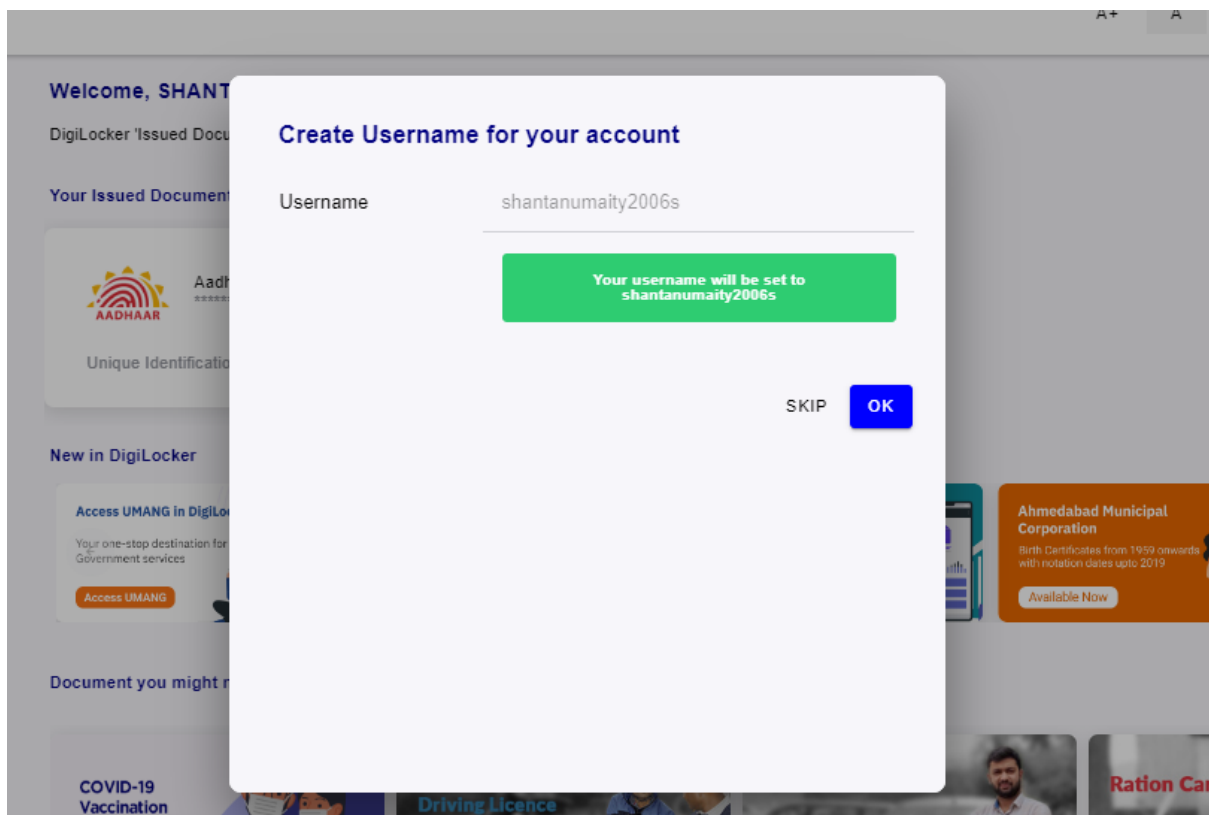 A+ A
Welcome, SHANT
DigiLocker 'Issued Docu
Your Issued Document
Aadh
AADHAAR
Unique Identificatio
Create Username for your account
Username shantanumaity2006s
Your username will be set to
shantanumaity2006s
SKIP OK
New in DigiLocker
Access UMANG in DigiLo
Your one-stop destination for
Government services
Access UMANG
Ahmedabad Municipal
Corporation
Birth Certificates from 1959 onwards
with notation dates upto 2019
Available Now
Document you might
COVID-19
Vaccination
Driving Licence
Ration Car